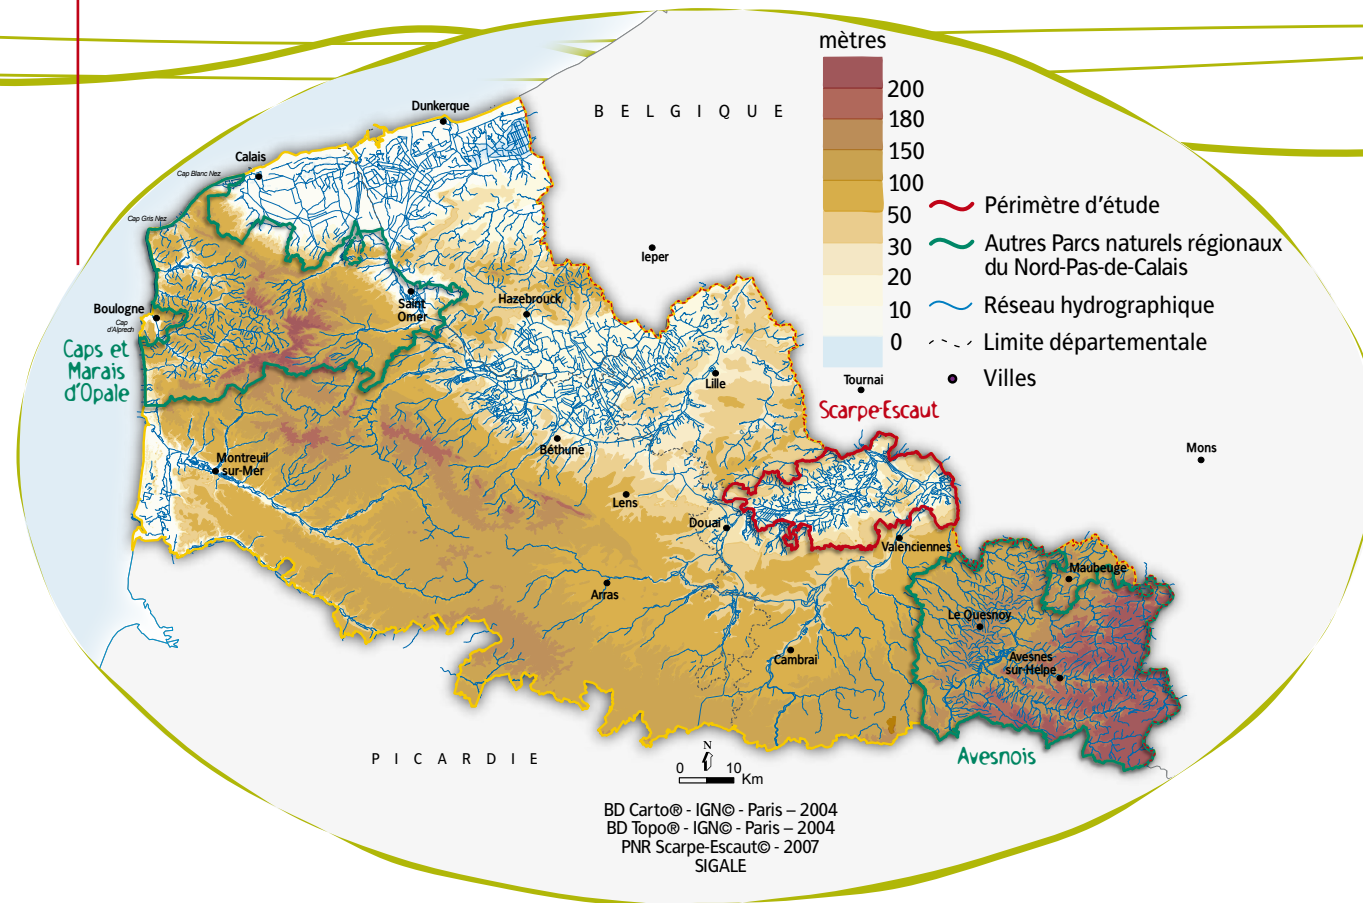 mètres
200
180
150
100
50
30
20
10
0
Périmètre d'étude
Autres Parcs naturels régionaux
du Nord-Pas-de-Calais
Réseau hydrographique
Limite départementale
Villes
BELGIQUE
Dunkerque
Calais
Cap Blanc Nez
Cap Gris Nez
Ieper
Boulogne
Cap
d'Alprech
Saint
Omer
Hazebrouck
Caps et
Marais
d'Opale
Lille
Tournai
Scarpe-Escaut
Mons
Montreuil
sur-Mer
Béthune
Lens
Douai
Valenciennes
Maubeuge
Arras
Le Quesnoy
Cambrai
Avesnes
sur-Helpe
Avesnois
PICARDIE
N
0 10
Km
BD Carto® - IGN© - Paris – 2004
BD Topo® - IGN© - Paris – 2004
PNR Scarpe-Escaut© - 2007
SIGALE